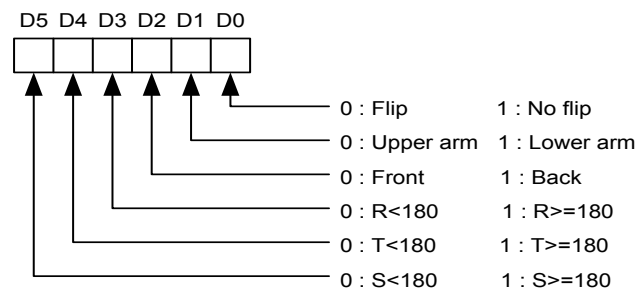 D5 D4 D3 D2 D1 D0
0 : Flip 1 : No flip
0 : Upper arm 1 : Lower arm
0 : Front 1 : Back
0 : R<180 1 : R>=180
0 : T<180 1 : T>=180
0 : S<180 1 : S>=180